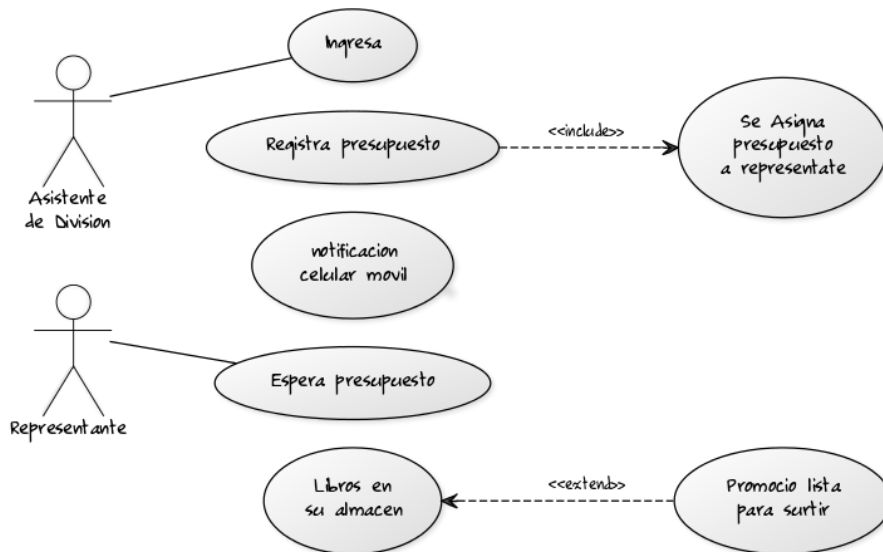 Ingresa
Registra presupuesto
<<include>>
Se Asigna
presupuesto
a representate
Asistente
de Division
notificacion
celular movil
Espera presupuesto
Representante
Libros en
su almacen
<<extend>>
Promocio lista
para surtir